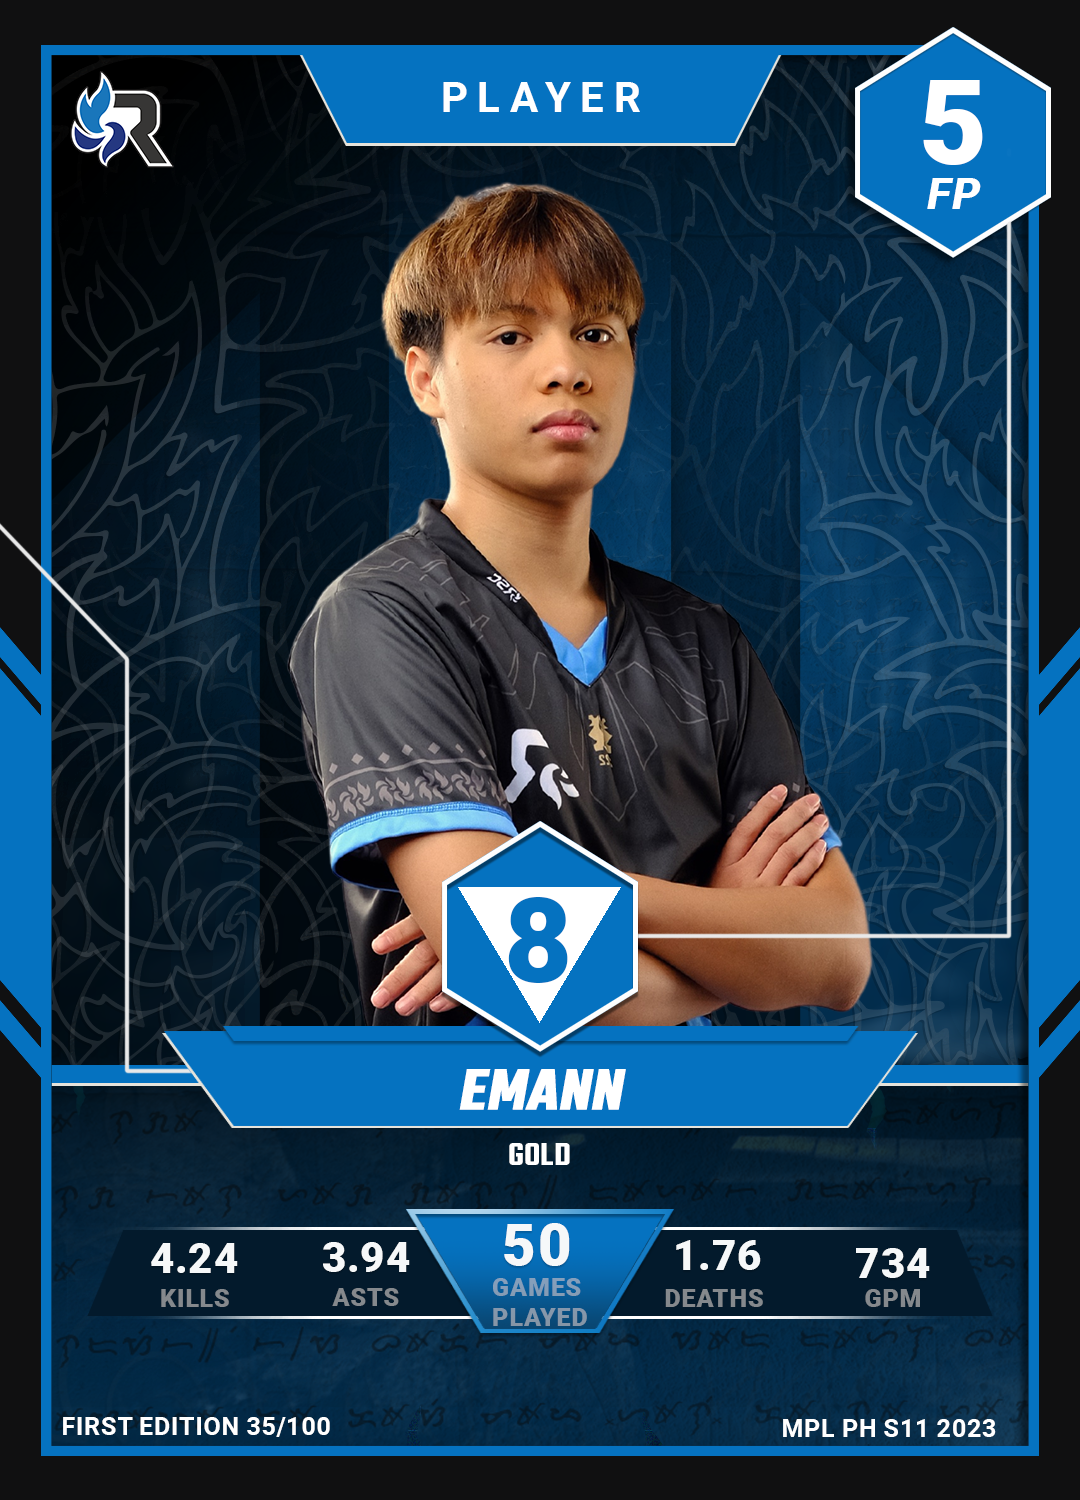 PLAYER
5
FP
8
EMANN
GOLD
4.24
KILLS
3.94
ASTS
50
GAMES
PLAYED
1.76
DEATHS
734
GPM
FIRST EDITION 35/100
MPL PH S11 2023